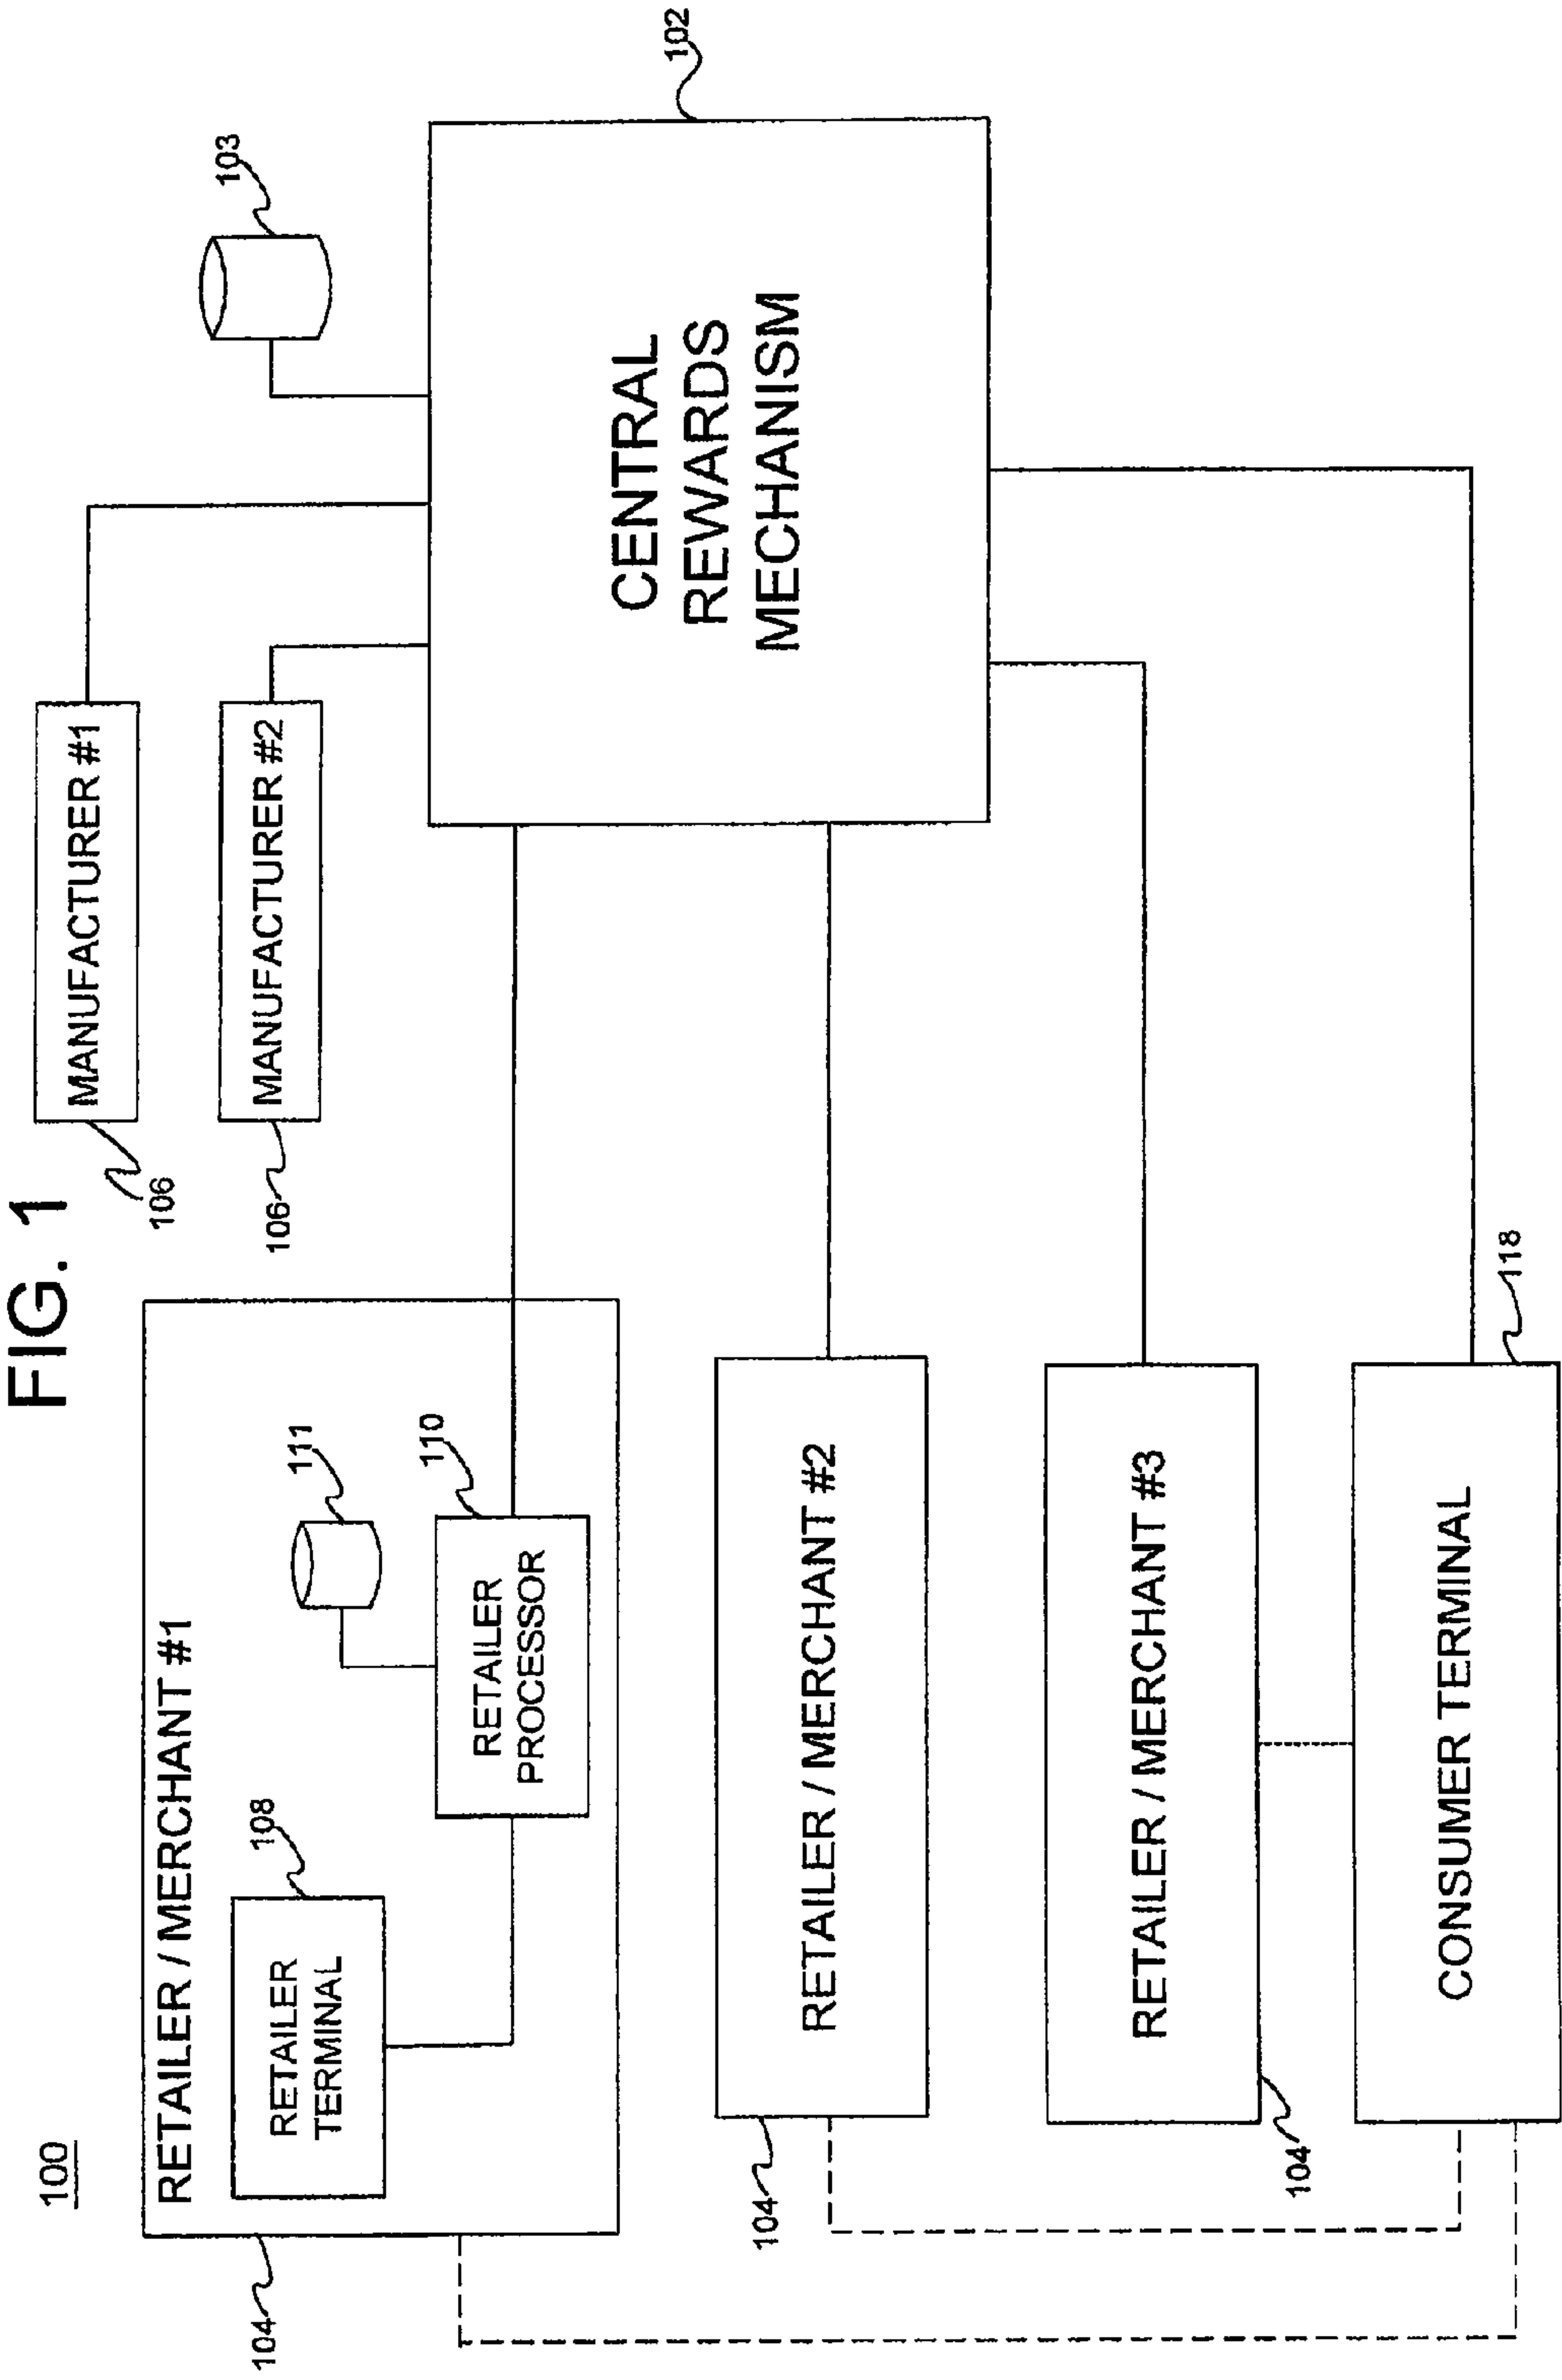 FIG. 1
100
RETAILER / MERCHANT #1
104
RETAILER
TERMINAL
108
RETAILER
PROCESSOR
110
111
MANUFACTURER #1
106
MANUFACTURER #2
106
103
CENTRAL
REWARDS
MECHANISM
102
RETAILER / MERCHANT #2
104
RETAILER / MERCHANT #3
104
CONSUMER TERMINAL
118